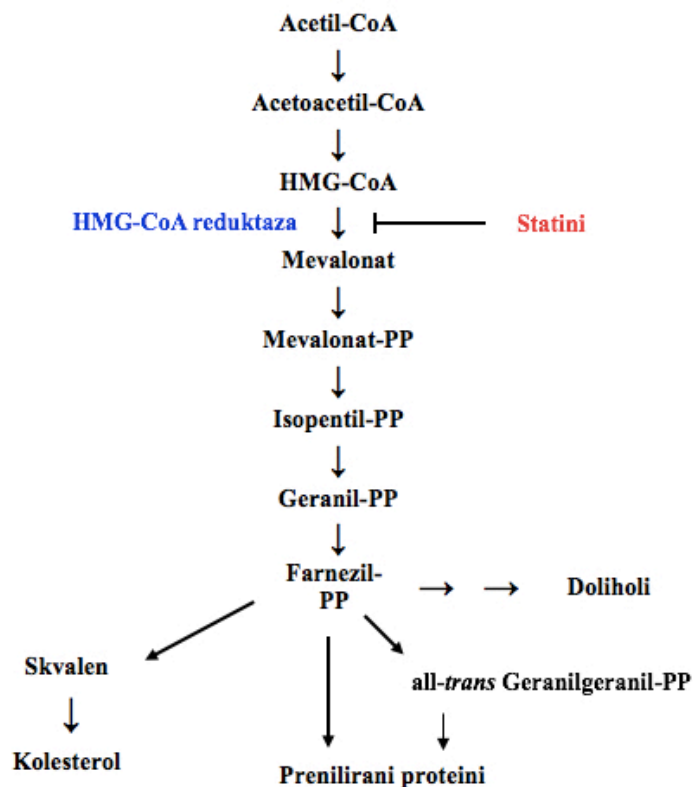 Acetil-CoA
Acetoacetil-CoA
HMG-CoA
HMG-CoA reduktaza
Statini
Mevalonat
Mevalonat-PP
Isopentil-PP
Geranil-PP
Farnezil-
PP
Doliholi
Skvalen
all-trans Geranilgeranil-PP
Kolesterol
Prenilirani proteini